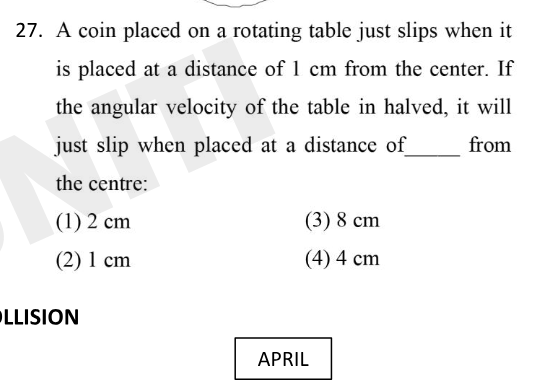 27. A coin placed on a rotating table just slips when it
is placed at a distance of 1 cm from the center. If
the angular velocity of the table in halved, it will
just slip when placed at a distance of_____ from
the centre:
(1) 2 cm (3) 8 cm
(2) 1 cm (4) 4 cm
OLLISION
APRIL